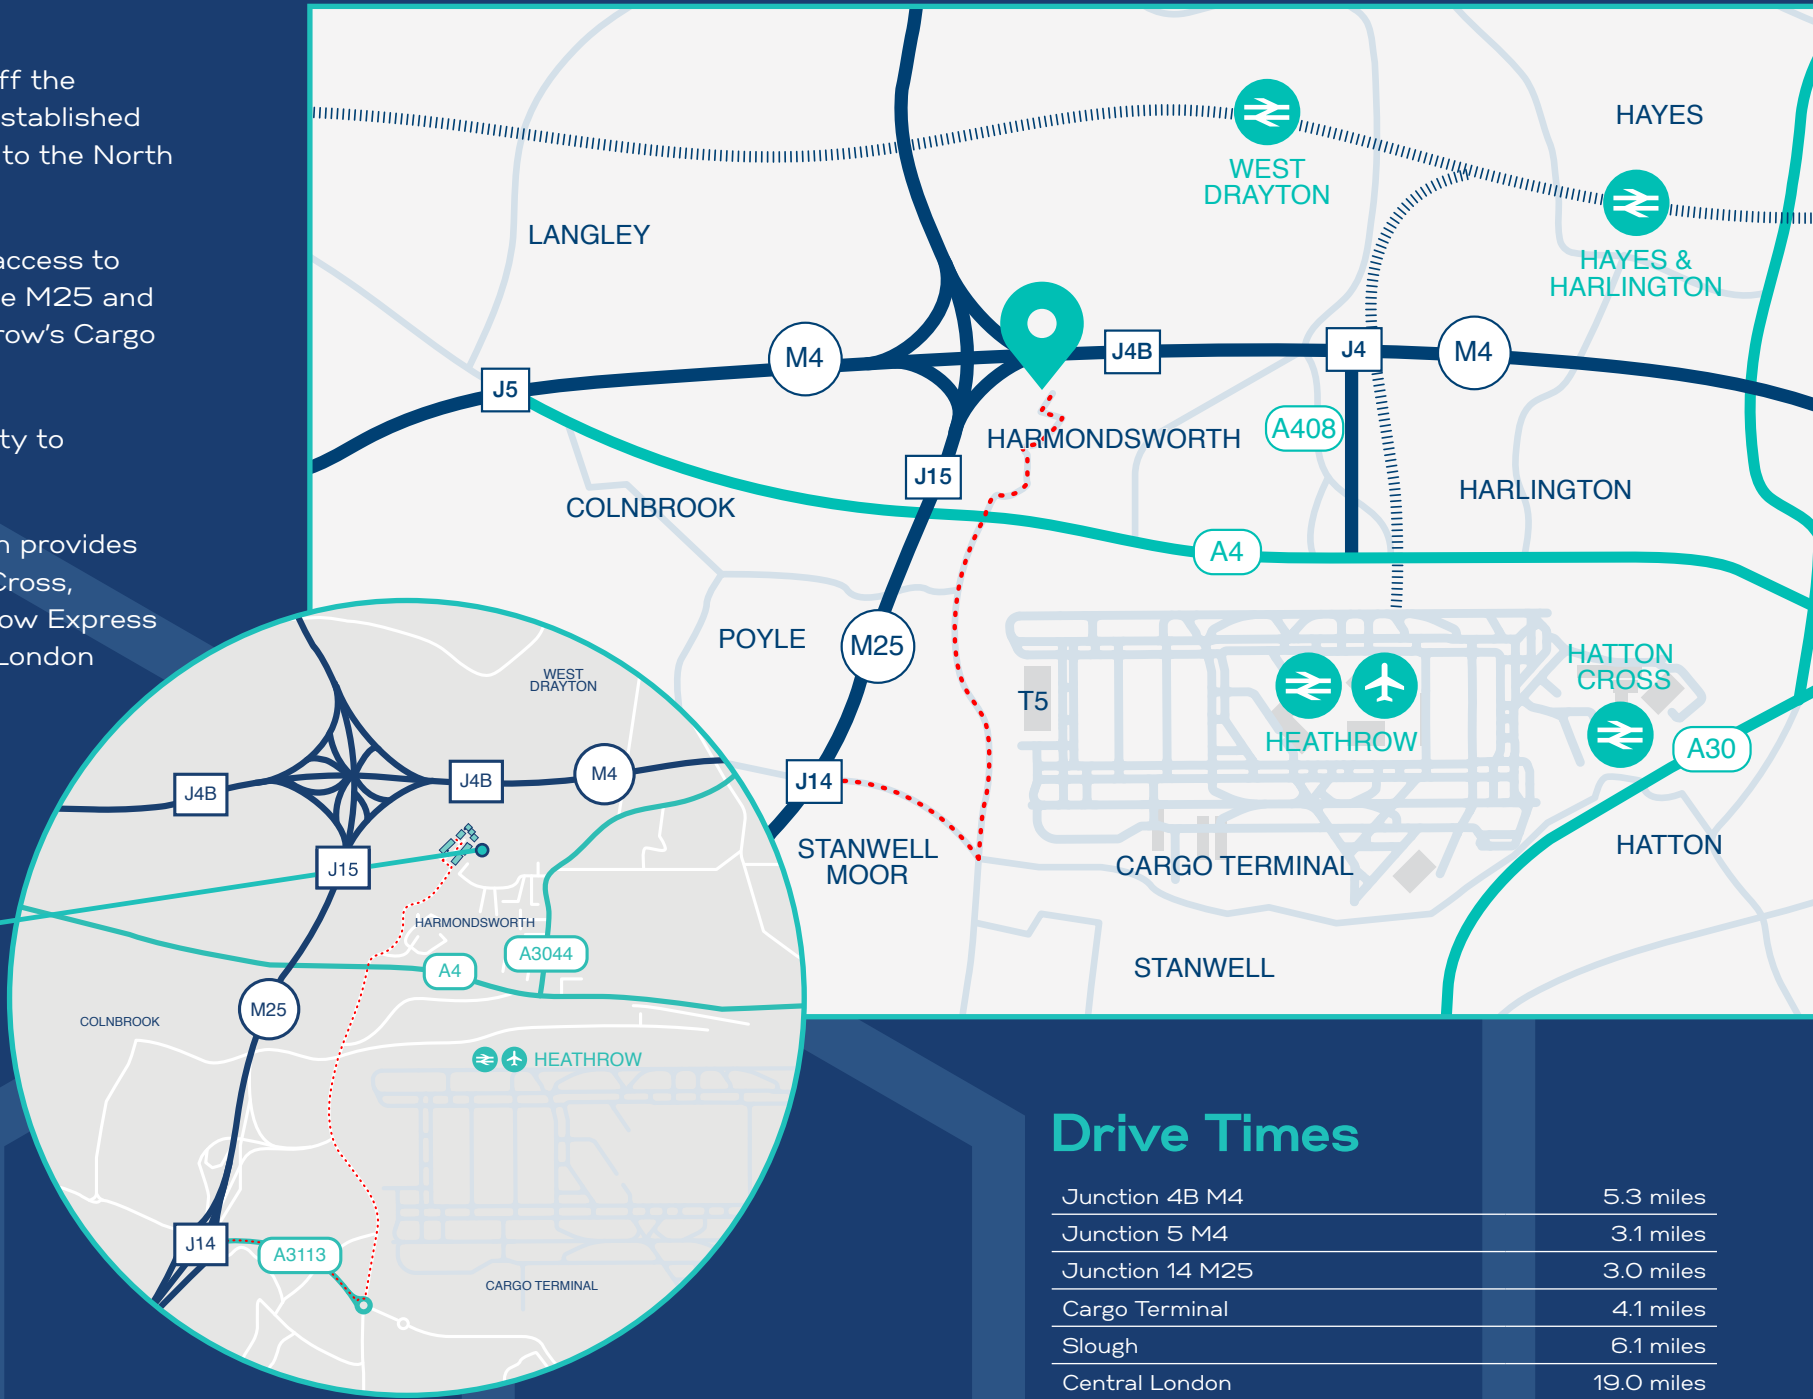 ff the
stablished
to the North
access to
e M25 and
row's Cargo
ty to
n provides
Cross,
ow Express
London
HAYES
WEST
DRAYTON
LANGLEY
HAYES &
HARLINGTON
M4
J4B
J4
M4
J5
A408
HARMONDSWORTH
J15
HARLINGTON
COLNBROOK
A4
POYLE
M25
HATTON
CROSS
T5
HEATHROW
A30
J14
STANWELL
MOOR
CARGO TERMINAL
HATTON
STANWELL
WEST
DRAYTON
J4B
J4B
M4
J15
HARMONDSWORTH
A3044
A4
M25
COLNBROOK
HEATHROW
J14
A3113
CARGO TERMINAL
Drive Times
Junction 4B M4 5.3 miles
Junction 5 M4 3.1 miles
Junction 14 M25 3.0 miles
Cargo Terminal 4.1 miles
Slough 6.1 miles
Central London 19.0 miles